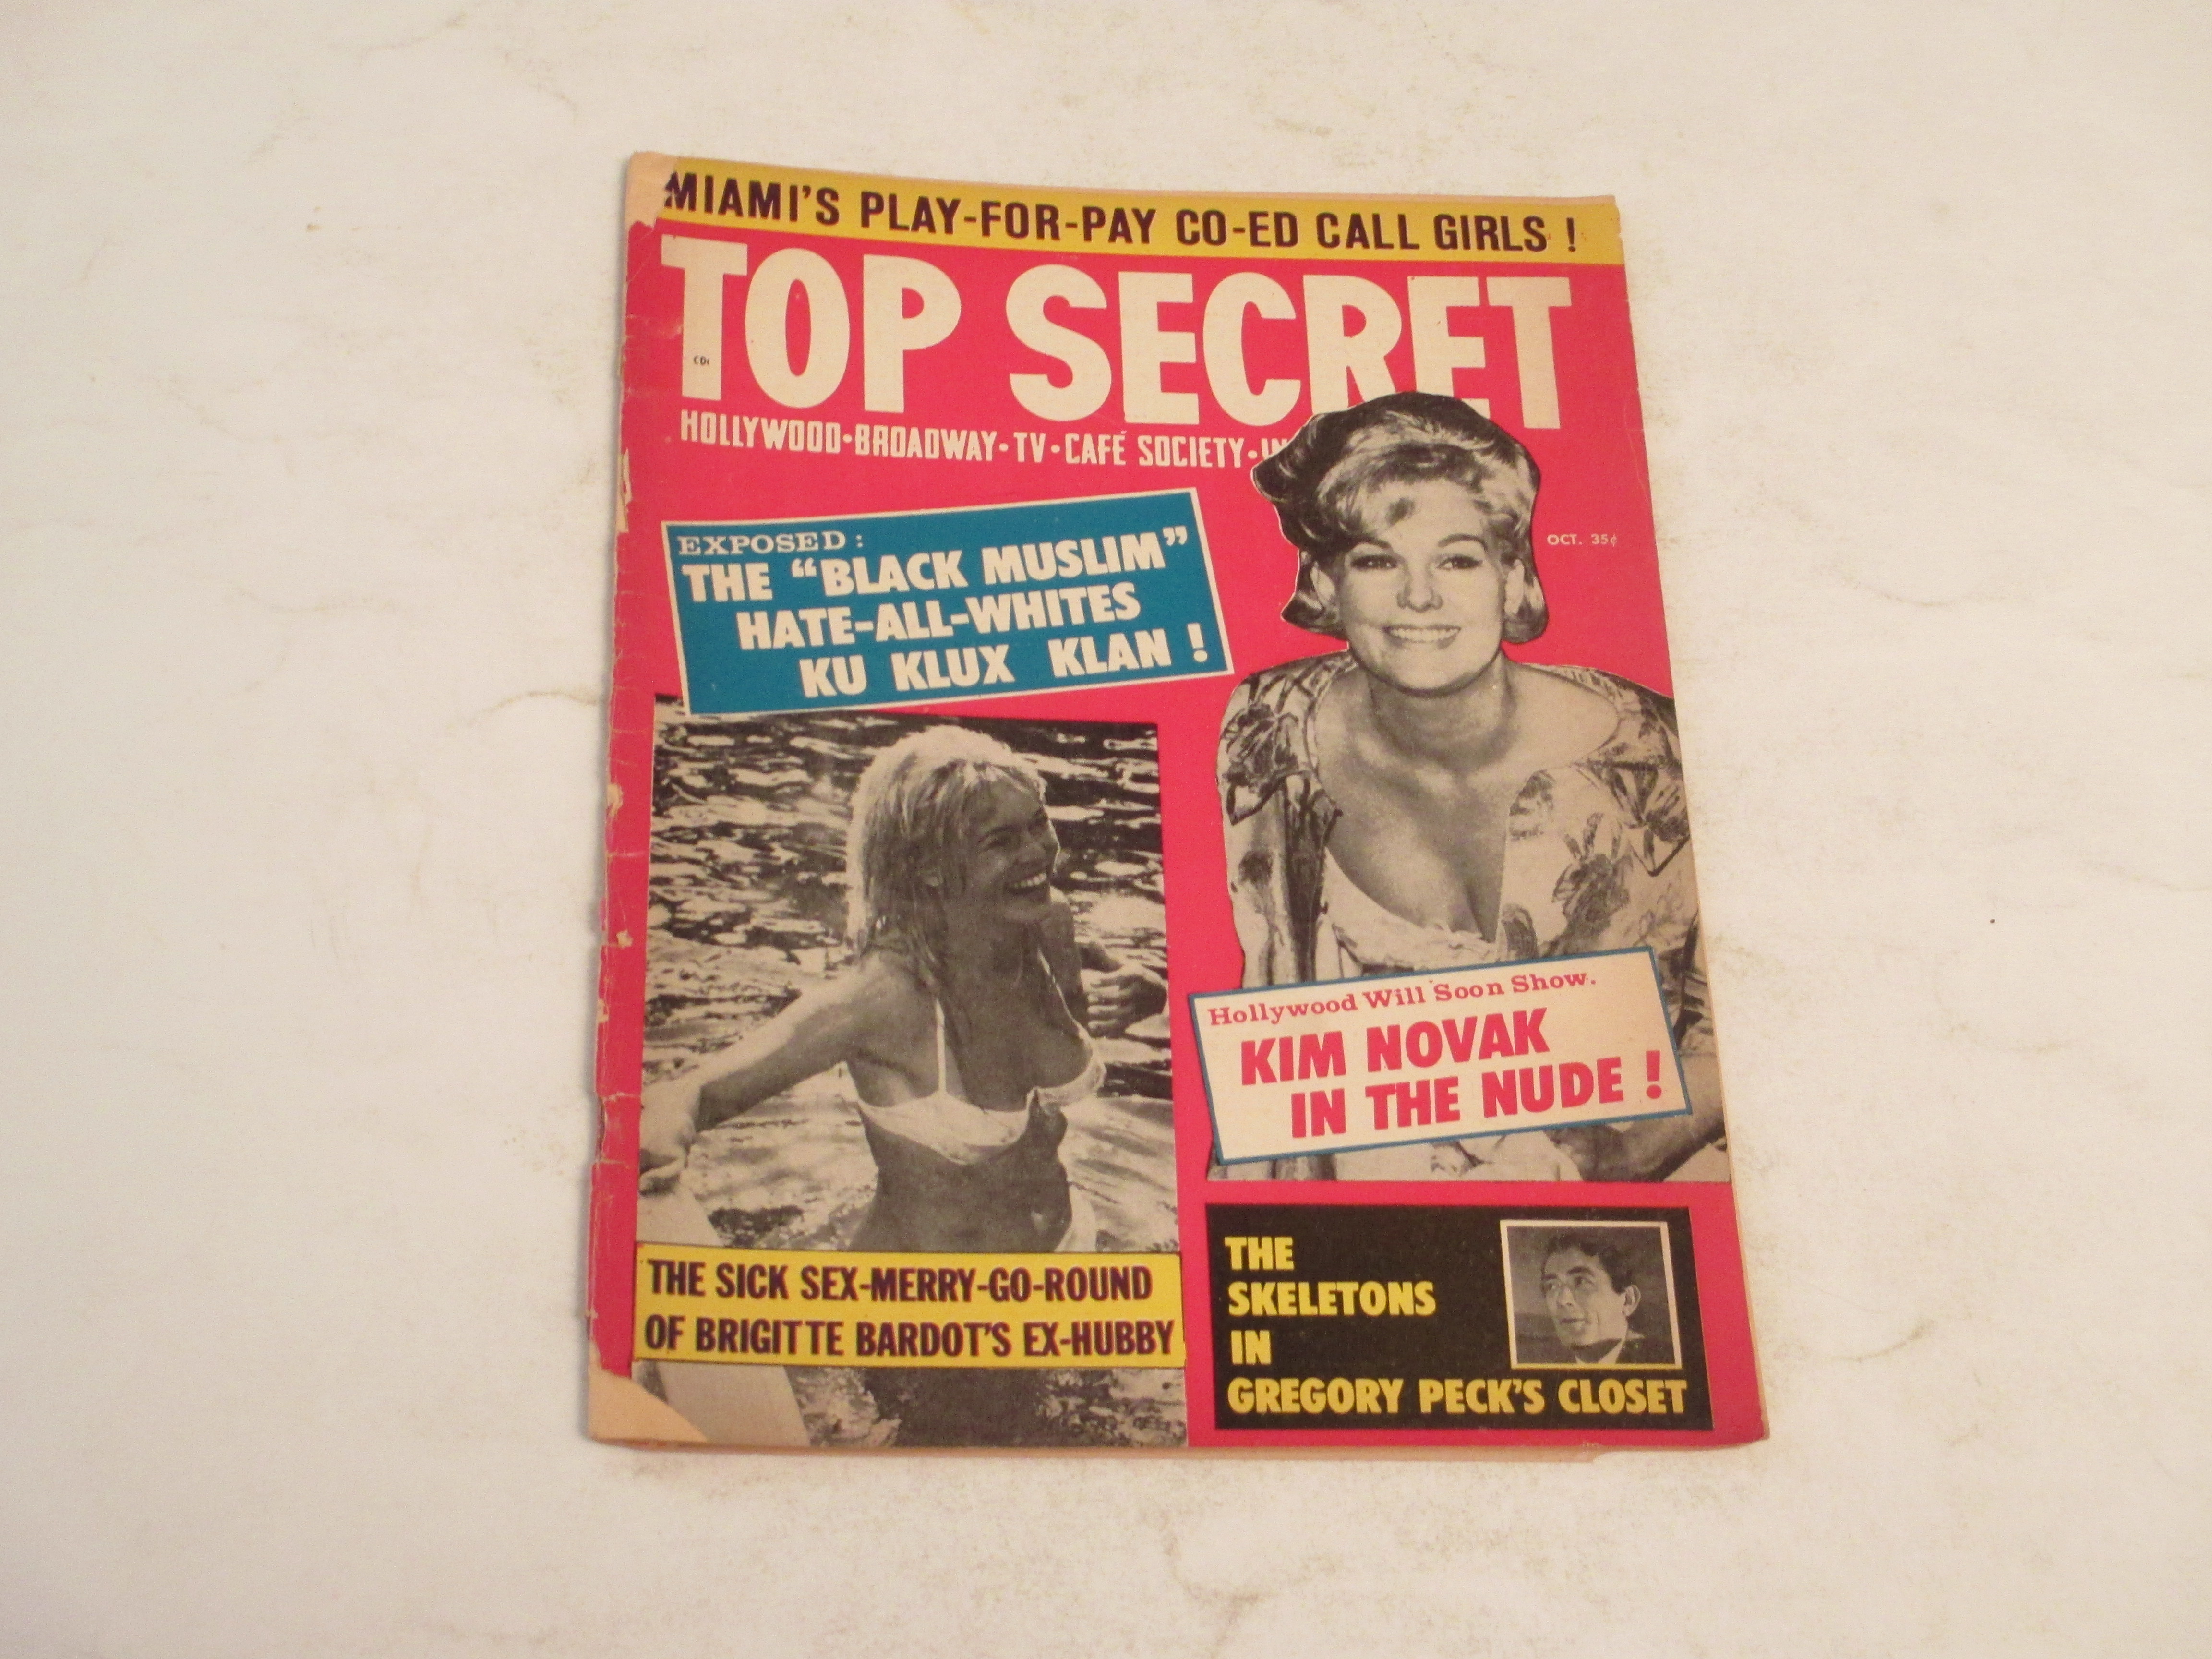 MIAMI'S PLAY-FOR-PAY CO-ED CALL GIRLS !
TOP SECRET
CDI
HOLLYWOOD•BROADWAY•TV•CAFÉ SOCIETY•
OCT. 35¢
EXPOSED:
THE "BLACK MUSLIM"
HATE-ALL-WHITES
KU KLUX KLAN !
Hollywood Will Soon Show.
KIM NOVAK
IN THE NUDE !
THE SICK SEX-MERRY-GO-ROUND
OF BRIGITTE BARDOT'S EX-HUBBY
THE
SKELETONS
IN
GREGORY PECK'S CLOSET